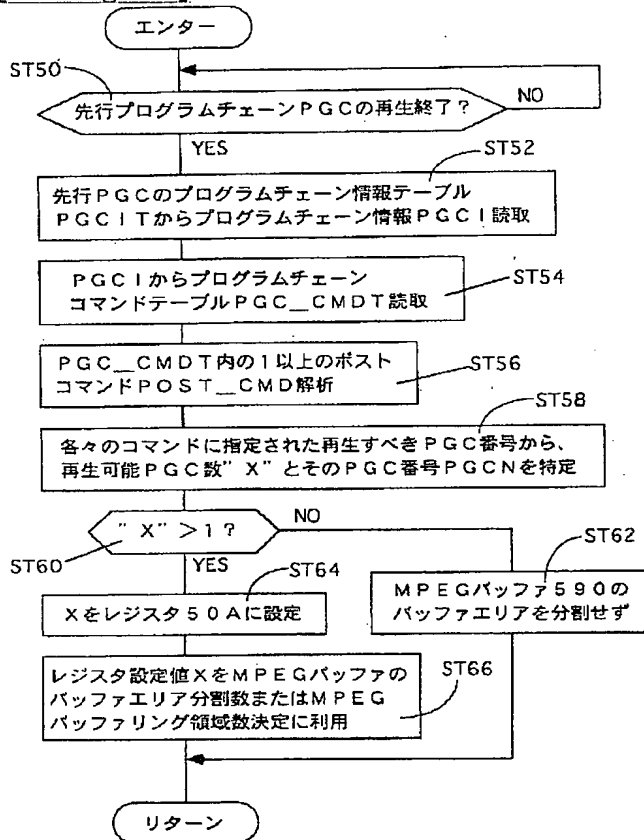 エンター
ST50
先行プログラムチェーンPGCの再生終了?
NO
YES
ST52
先行PGCのプログラムチェーン情報テーブル
PGCITからプログラムチェーン情報PGCI読取
PGCIからプログラムチェーン
コマンドテーブルPGC_CMDT読取
ST54
PGC_CMDT内の1以上のポスト
コマンドPOST_CMD解析
ST56
ST58
各々のコマンドに指定された再生すべきPGC番号から、
再生可能PGC数"X"とそのPGC番号PGCNを特定
"X">1?
NO
ST60
YES
ST62
ST64
Xをレジスタ50Aに設定
MPEGバッファ590の
バッファエリアを分割せず
レジスタ設定値XをMPEGバッファの
バッファエリア分割数またはMPEG
バッファリング領域数決定に利用
ST66
リターン